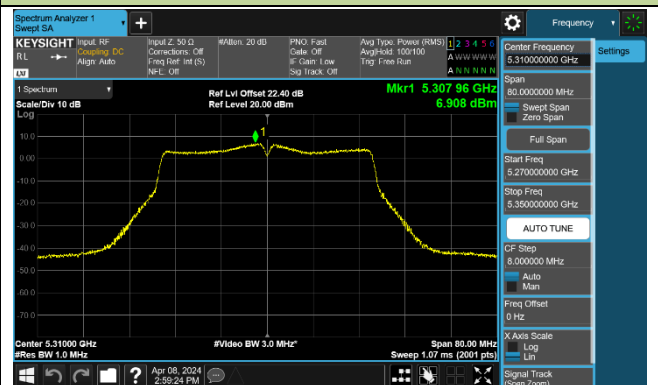 Spectrum Analyzer 1
Swept SA
Frequency
KEYSIGHT
RL
LXI
Input: RF
Coupling: DC
Align: Auto
Input Z: 50 Ω
Corrections: Off
Freq Ref: Int (S)
NFE: Off
#Atten: 20 dB
PNO: Fast
Gate: Off
IF Gain: Low
Sig Track: Off
Avg Type: Power (RMS)
Avg|Hold: 100/100
Trig: Free Run
1 2 3 4 5 6
A W W W W W
A N N N N N
1 Spectrum
Scale/Div 10 dB
Log
Ref Lvl Offset 22.40 dB
Ref Level 20.00 dBm
Mkr1 5.307 96 GHz
6.908 dBm
1
10.0
0.00
-10.0
-20.0
-30.0
-40.0
-50.0
-60.0
-70.0
Center 5.31000 GHz
#Res BW 1.0 MHz
#Video BW 3.0 MHz*
Span 80.00 MHz
Sweep 1.07 ms (2001 pts)
Apr 08, 2024
2:59:24 PM
Center Frequency
5.310000000 GHz
Settings
Span
80.0000000 MHz
Swept Span
Zero Span
Full Span
Start Freq
5.270000000 GHz
Stop Freq
5.350000000 GHz
AUTO TUNE
CF Step
8.000000 MHz
Auto
Man
Freq Offset
0 Hz
X Axis Scale
Log
Lin
Signal Track
(Span Zoom)